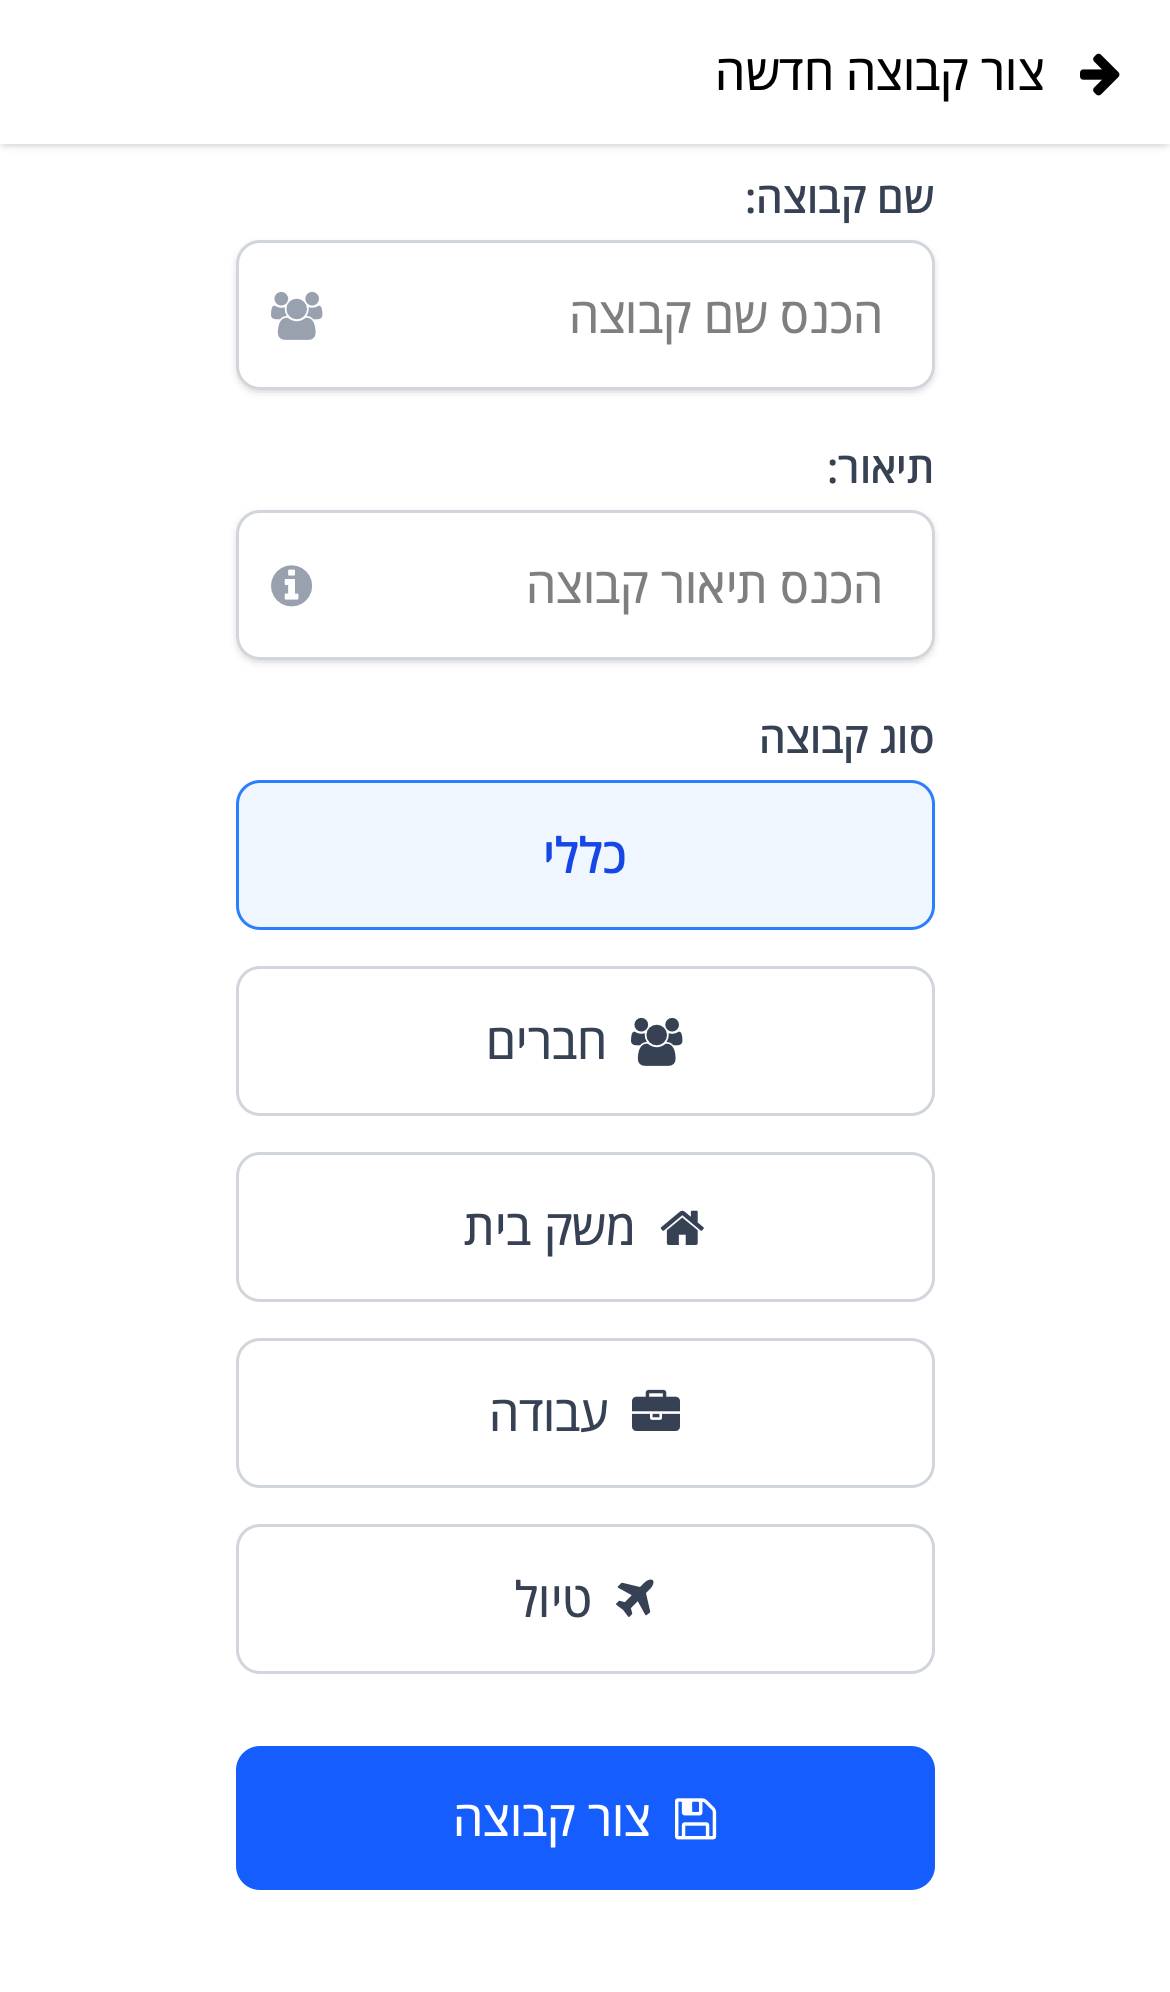 צור קבוצה חדשה
שם קבוצה:
הכנס שם קבוצה
תיאור:
הכנס תיאור קבוצה
סוג קבוצה
כללי
חברים
משק בית
עבודה
טיול
צור קבוצה